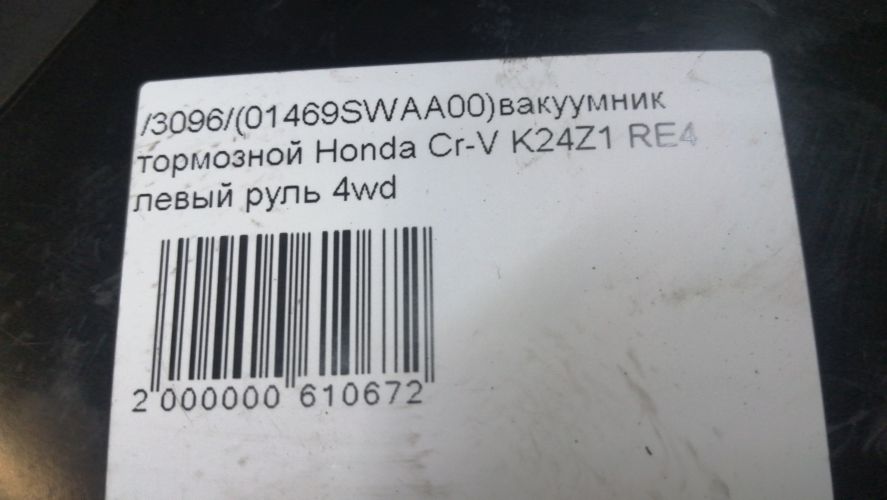 /3096/(01469SWAA00)вакуумник
тормозной Honda Cr-V K24Z1 RE4
левый руль 4wd
2 000000 610672